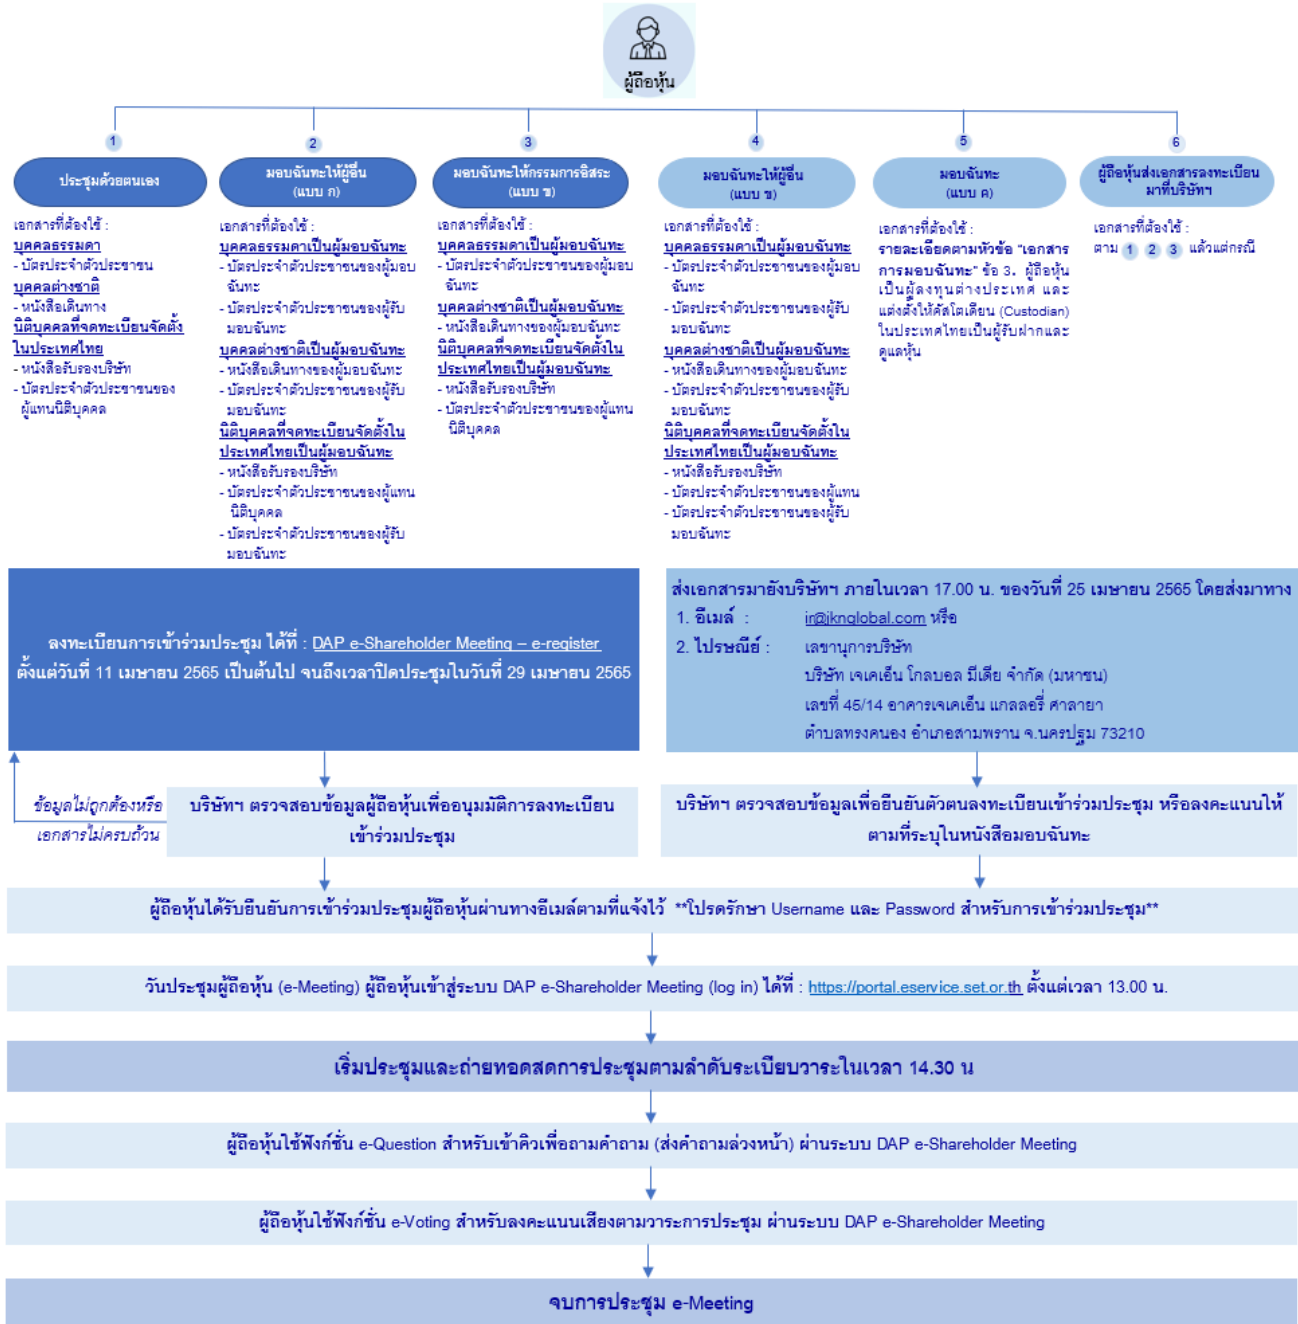 ผู้ถือหุ้น
1
ประชุมด้วยตนเอง
เอกสารที่ต้องใช้ :
บุคคลธรรมดา
- บัตรประจำตัวประชาชน
บุคคลต่างชาติ
- หนังสือเดินทาง
นิติบุคคลที่จดทะเบียนจัดตั้ง
ในประเทศไทย
- หนังสือรับรองบริษัท
- บัตรประจำตัวประชาชนของ
ผู้แทนนิติบุคคล
2
มอบฉันทะให้ผู้อื่น
(แบบ ก)
เอกสารที่ต้องใช้ :
บุคคลธรรมดาเป็นผู้มอบฉันทะ
- บัตรประจำตัวประชาชนของผู้มอบ
ฉันทะ
- บัตรประจำตัวประชาชนของผู้รับ
มอบฉันทะ
บุคคลต่างชาติเป็นผู้มอบฉันทะ
- หนังสือเดินทางของผู้มอบฉันทะ
- บัตรประจำตัวประชาชนของผู้รับ
มอบฉันทะ
นิติบุคคลที่จดทะเบียนจัดตั้งใน
ประเทศไทยเป็นผู้มอบฉันทะ
- หนังสือรับรองบริษัท
- บัตรประจำตัวประชาชนของผู้แทน
นิติบุคคล
- บัตรประจำตัวประชาชนของผู้รับ
มอบฉันทะ
3
มอบฉันทะให้กรรมการอิสระ
(แบบ ข)
เอกสารที่ต้องใช้ :
บุคคลธรรมดาเป็นผู้มอบฉันทะ
- บัตรประจำตัวประชาชนของผู้มอบ
ฉันทะ
บุคคลต่างชาติเป็นผู้มอบฉันทะ
- หนังสือเดินทางของผู้มอบฉันทะ
นิติบุคคลที่จดทะเบียนจัดตั้งใน
ประเทศไทยเป็นผู้มอบฉันทะ
- หนังสือรับรองบริษัท
- บัตรประจำตัวประชาชนของผู้แทน
นิติบุคคล
4
มอบฉันทะให้ผู้อื่น
(แบบ ข)
เอกสารที่ต้องใช้ :
บุคคลธรรมดาเป็นผู้มอบฉันทะ
- บัตรประจำตัวประชาชนของผู้มอบ
ฉันทะ
- บัตรประจำตัวประชาชนของผู้รับ
มอบฉันทะ
บุคคลต่างชาติเป็นผู้มอบฉันทะ
- หนังสือเดินทางของผู้มอบฉันทะ
- บัตรประจำตัวประชาชนของผู้รับ
มอบฉันทะ
นิติบุคคลที่จดทะเบียนจัดตั้งใน
ประเทศไทยเป็นผู้มอบฉันทะ
- หนังสือรับรองบริษัท
- บัตรประจำตัวประชาชนของผู้แทน
- บัตรประจำตัวประชาชนของผู้รับ
มอบฉันทะ
5
มอบฉันทะ
(แบบ ค)
เอกสารที่ต้องใช้ :
รายละเอียดตามหัวข้อ "เอกสาร
การมอบฉันทะ" ข้อ 3. ผู้ถือหุ้น
เป็นผู้ลงทุนต่างประเทศ และ
แต่งตั้งให้คัสโตเดียน (Custodian)
ในประเทศไทยเป็นผู้รับฝากและ
ดูแลหุ้น
6
ผู้ถือหุ้นส่งเอกสารลงทะเบียน
มาที่บริษัทฯ
เอกสารที่ต้องใช้ :
ตาม 1 2 3 แล้วแต่กรณี
ลงทะเบียนการเข้าร่วมประชุม ได้ที่ : DAP e-Shareholder Meeting – e-register
ตั้งแต่วันที่ 11 เมษายน 2565 เป็นต้นไป จนถึงเวลาปิดประชุมในวันที่ 29 เมษายน 2565
ส่งเอกสารมายังบริษัทฯ ภายในเวลา 17.00 น. ของวันที่ 25 เมษายน 2565 โดยส่งมาทาง
1. อีเมล์ : ir@jknglobal.com หรือ
2. ไปรษณีย์ : เลขานุการบริษัท
บริษัท เจเคเอ็น โกลบอล มีเดีย จำกัด (มหาชน)
เลขที่ 45/14 อาคารเจเคเอ็น แกลลอรี่ ศาลายา
ตำบลทรงคนอง อำเภอสามพราน จ.นครปฐม 73210
ข้อมูลไม่ถูกต้องหรือ
เอกสารไม่ครบถ้วน
บริษัทฯ ตรวจสอบข้อมูลผู้ถือหุ้นเพื่ออนุมมัติการลงทะเบียน
เข้าร่วมประชุม
บริษัทฯ ตรวจสอบข้อมูลเพื่อยืนยันตัวตนลงทะเบียนเข้าร่วมประชุม หรือลงคะแนนให้
ตามที่ระบุในหนังสือมอบฉันทะ
ผู้ถือหุ้นได้รับยืนยันการเข้าร่วมประชุมผู้ถือหุ้นผ่านทางอีเมล์ตามที่แจ้งไว้ **โปรดรักษา Username และ Password สำหรับการเข้าร่วมประชุม**
วันประชุมผู้ถือหุ้น (e-Meeting) ผู้ถือหุ้นเข้าสู่ระบบ DAP e-Shareholder Meeting (log in) ได้ที่ : https://portal.eservice.set.or.th ตั้งแต่เวลา 13.00 น.
เริ่มประชุมและถ่ายทอดสดการประชุมตามลำดับระเบียบวาระในเวลา 14.30 น
ผู้ถือหุ้นใช้ฟังก์ชั่น e-Question สำหรับเข้าคิวเพื่อถามคำถาม (ส่งคำถามล่วงหน้า) ผ่านระบบ DAP e-Shareholder Meeting
ผู้ถือหุ้นใช้ฟังก์ชั่น e-Voting สำหรับลงคะแนนเสียงตามวาระการประชุม ผ่านระบบ DAP e-Shareholder Meeting
จบการประชุม e-Meeting